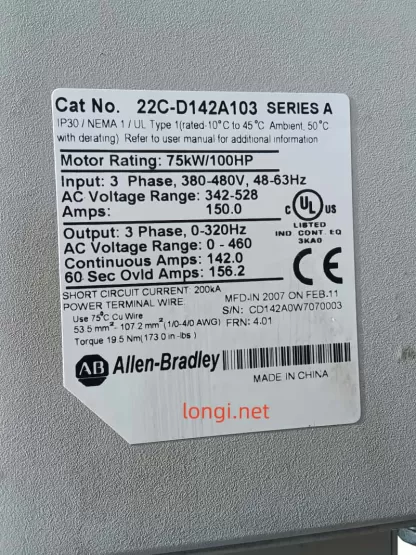 Cat No. 22C-D142A103 SERIES A
IP30 / NEMA 1 / UL Type 1(rated-10°C to 45°C Ambient, 50°C
with derating) Refer to user manual for additional information
Motor Rating: 75kW/100HP
Input: 3 Phase, 380-480V, 48-63Hz
AC Voltage Range: 342-528
Amps: 150.0
Output: 3 Phase, 0-320Hz
AC Voltage Range: 0 - 460
Continuous Amps: 142.0
60 Sec Ovld Amps: 156.2
C UL US
LISTED
IND CONT. EQ
3KA0
CE
SHORT CIRCUIT CURRENT 200kA
POWER TERMINAL WIRE:
Use 75°C Cu Wire
53.5 mm²- 107.2 mm²(1/0-4/0 AWG)
Torque 19.5 Nm(173.0 in.-lbs)
MFD-IN 2007 ON FEB.11
S/N: CD142A0W7070003
FRN: 4.01
AB Allen-Bradley
MADE IN CHINA
longi.net